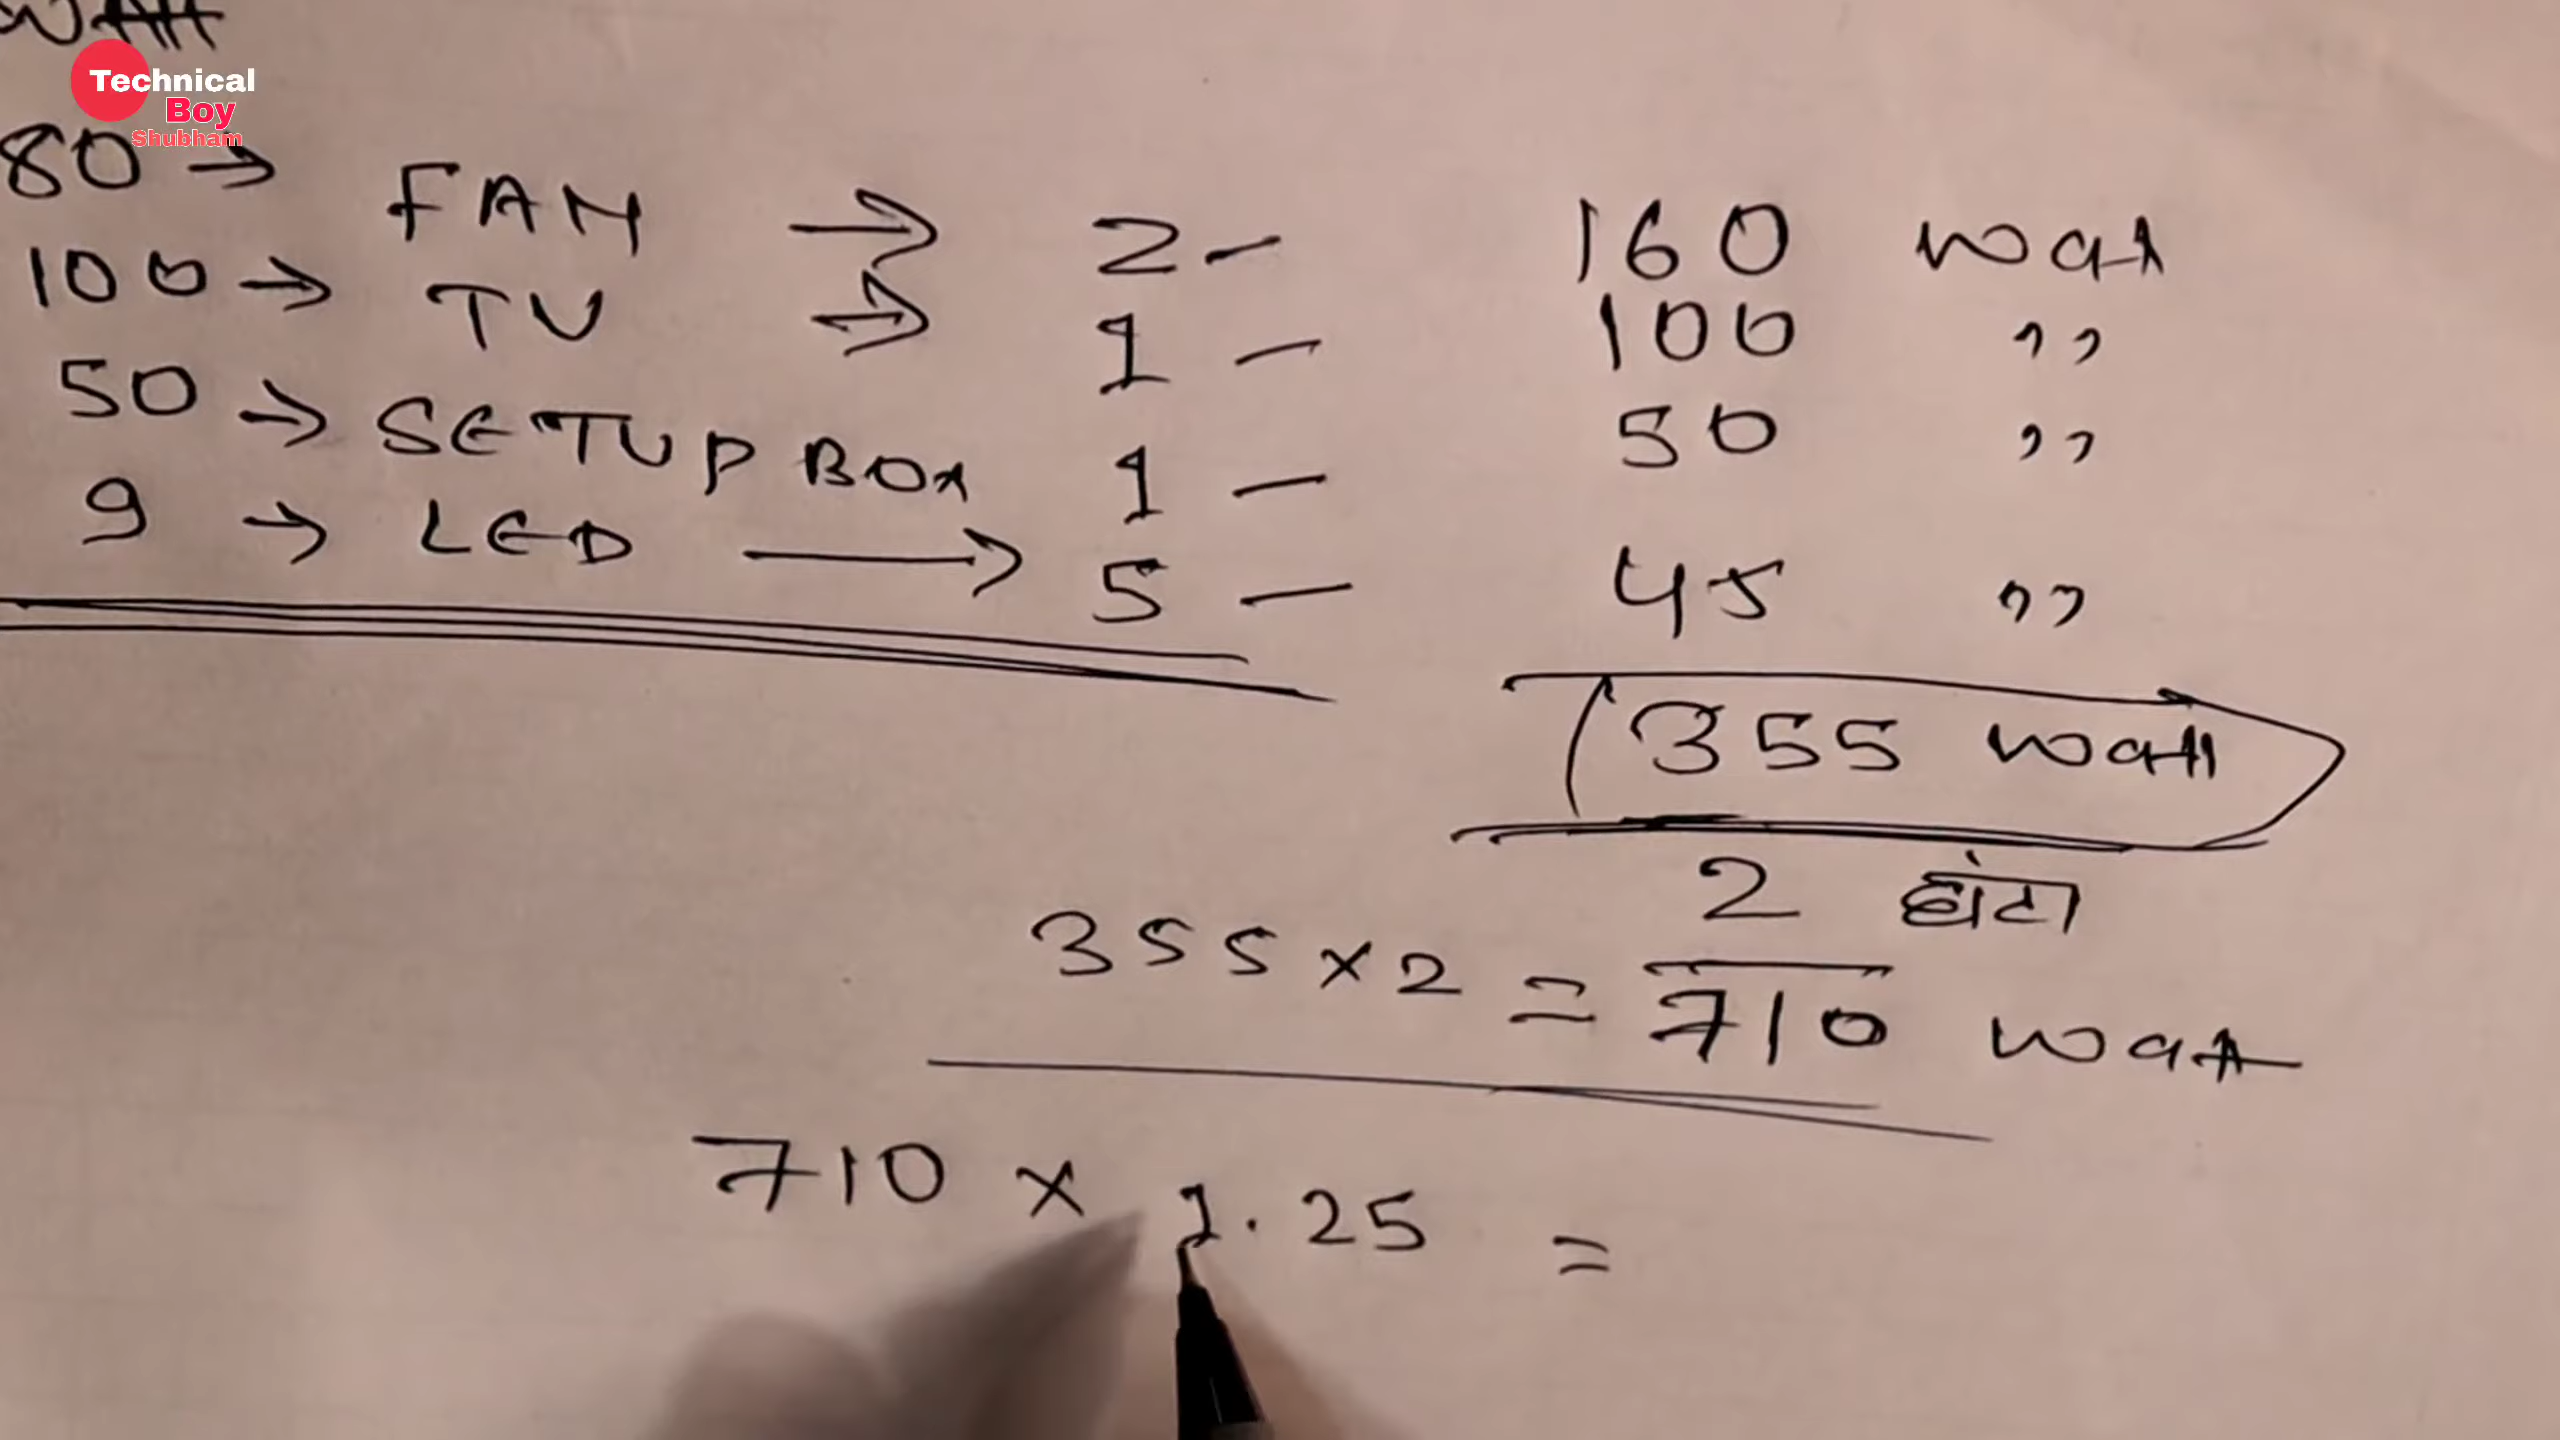 Watt
Technical
Boy
Shubham
80 → FAN → 2 - 160 Wat
100 → TV → 1 - 100 ,,
50 → SETUP BOX 1 - 50 ,,
9 → LED → 5 - 45 ,,
355 Watt
2 घंटा
355 × 2 = 710 Watt
710 × 1.25 =